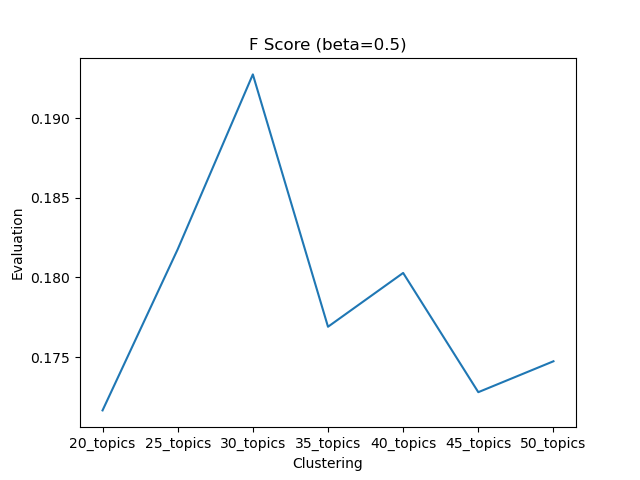 F Score (beta=0.5)
0.190
0.185
0.180
0.175
Evaluation
20_topics 25_topics 30_topics 35_topics 40_topics 45_topics 50_topics
Clustering